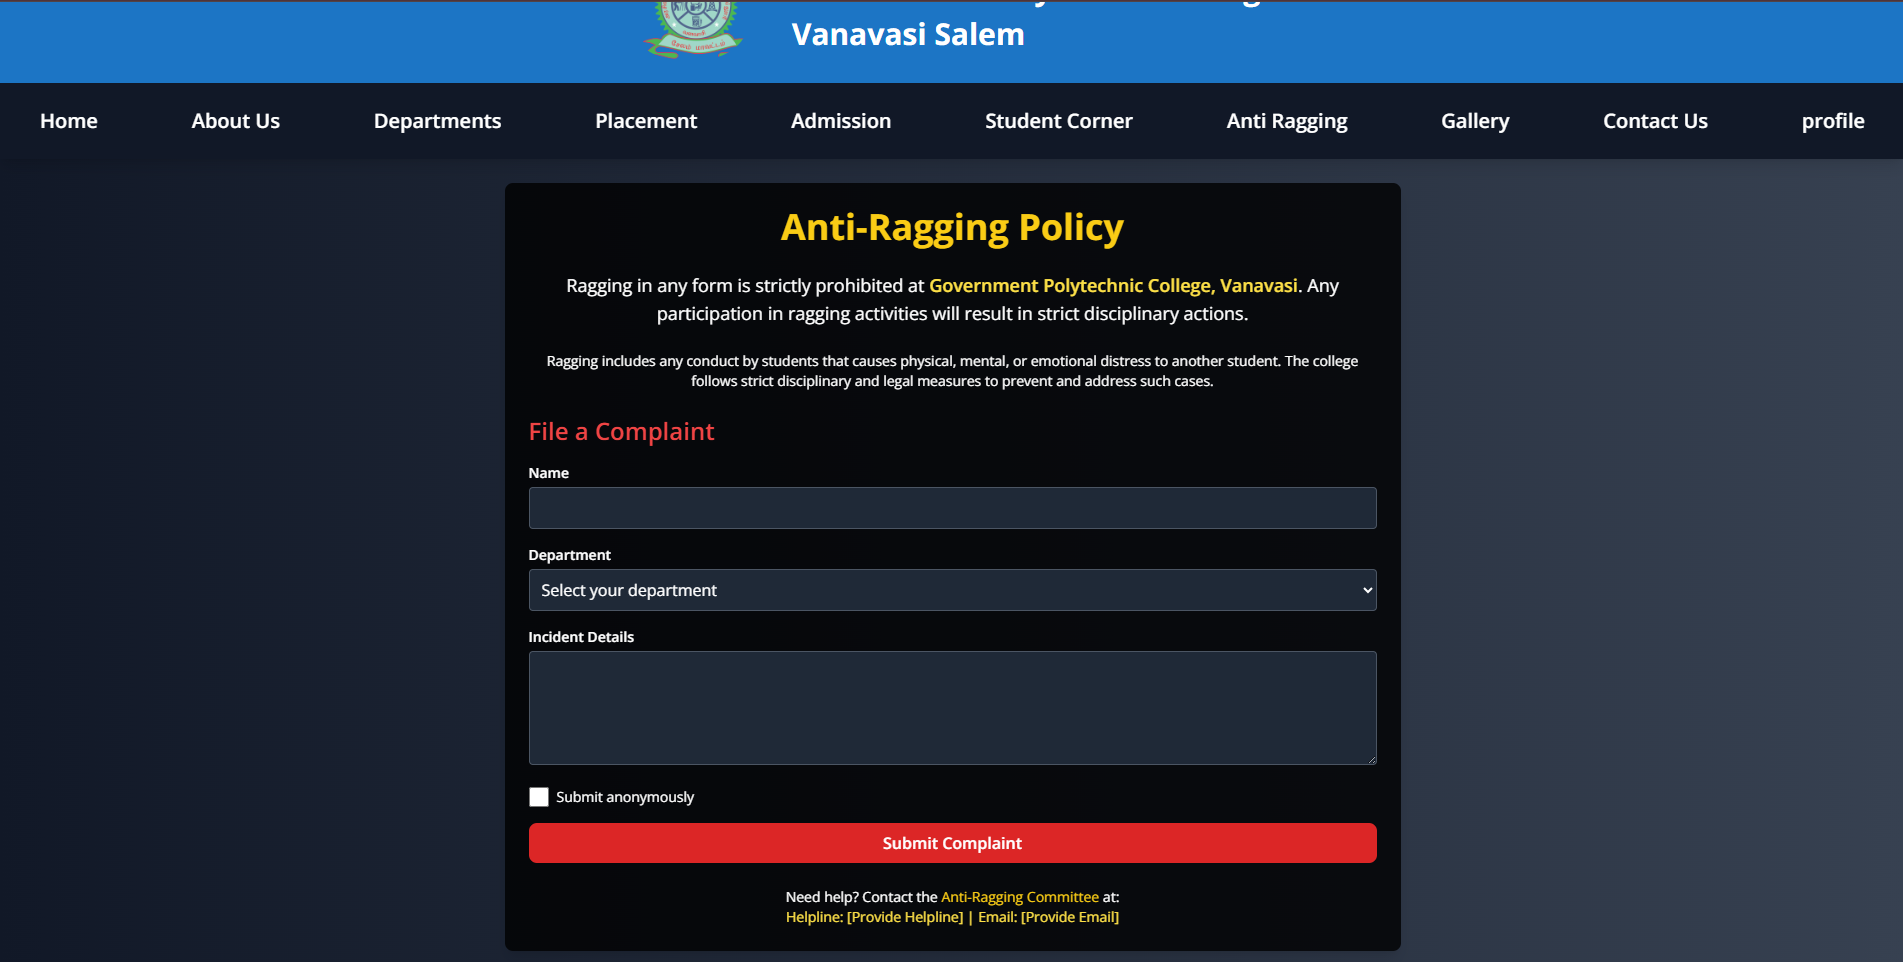 Vanavasi Salem
Home About Us Departments Placement Admission Student Corner Anti Ragging Gallery Contact Us profile
Anti-Ragging Policy
Ragging in any form is strictly prohibited at Government Polytechnic College, Vanavasi. Any
participation in ragging activities will result in strict disciplinary actions.
Ragging includes any conduct by students that causes physical, mental, or emotional distress to another student. The college
follows strict disciplinary and legal measures to prevent and address such cases.
File a Complaint
Name
Department
Select your department
Incident Details
Submit anonymously
Submit Complaint
Need help? Contact the Anti-Ragging Committee at:
Helpline: [Provide Helpline] | Email: [Provide Email]